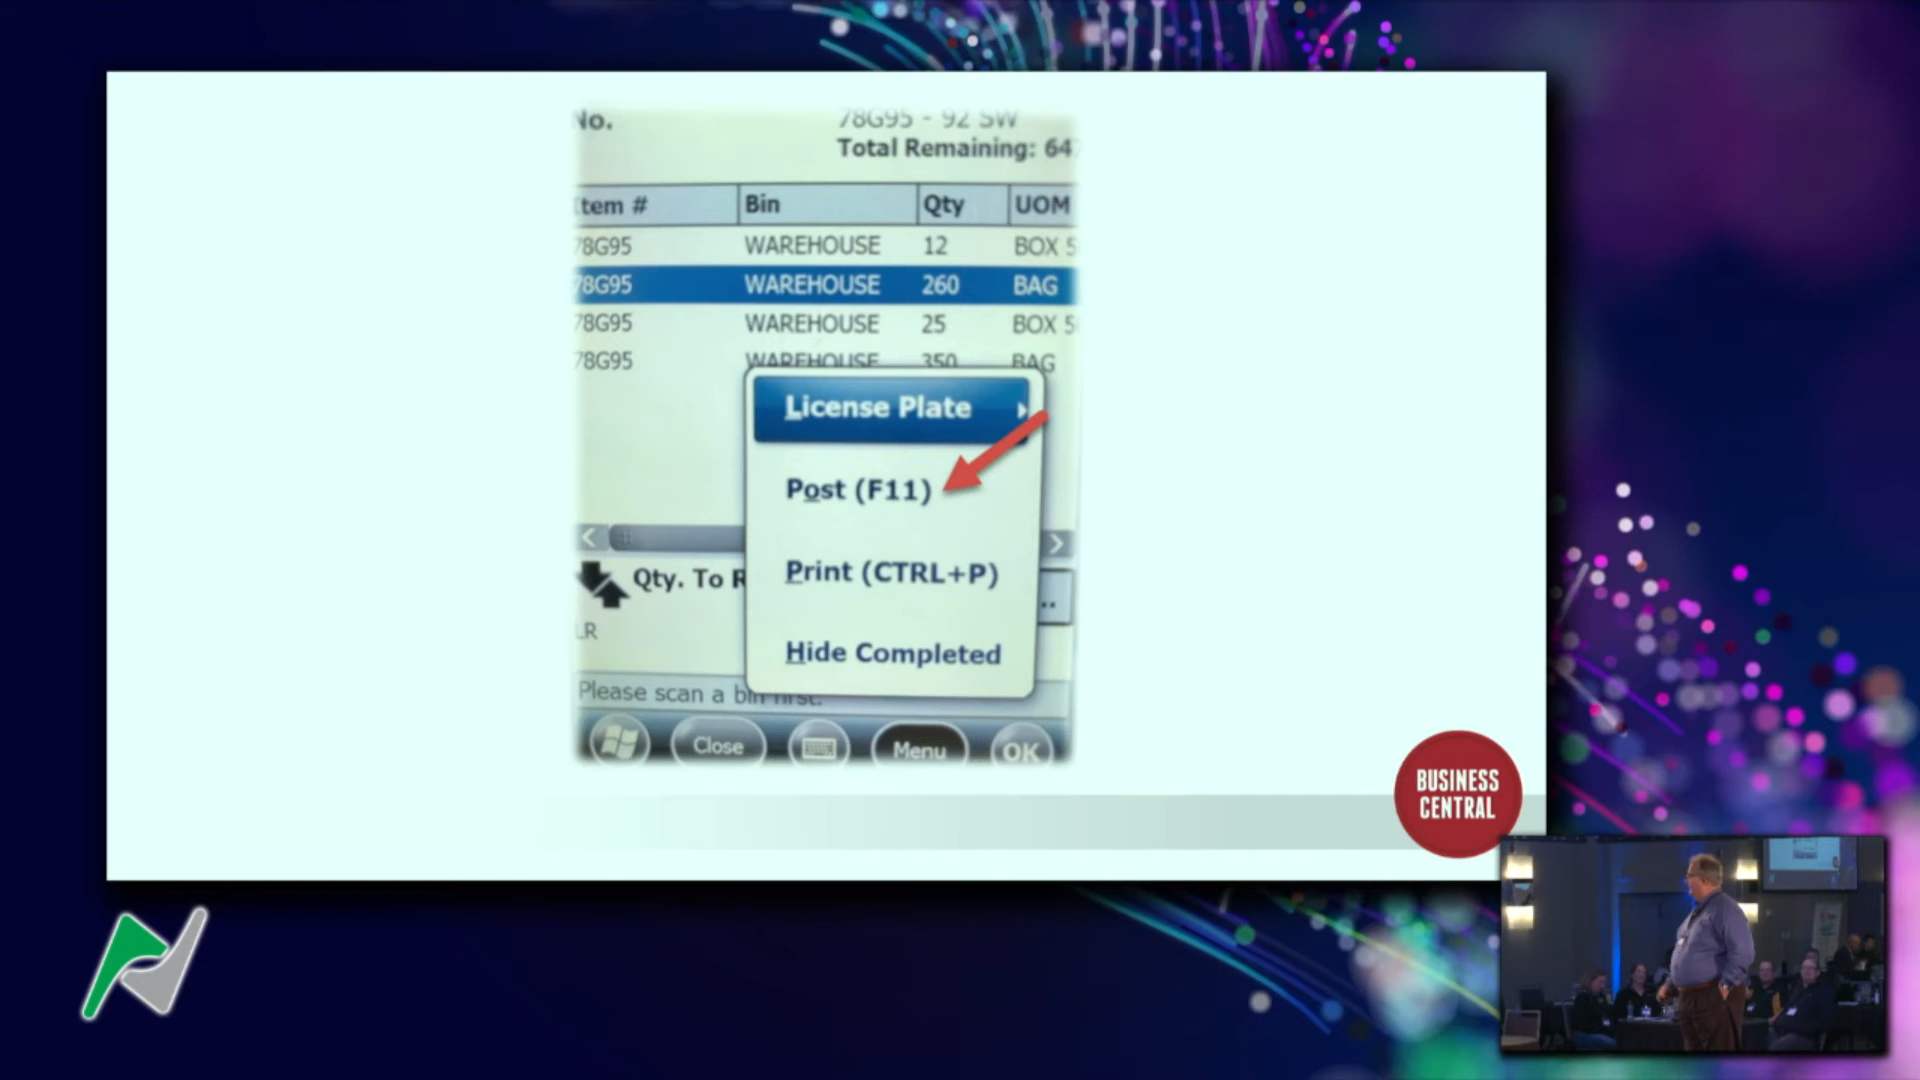 No.
78G95 - 92 SW
Total Remaining: 64
Item # Bin Qty UOM
78G95 WAREHOUSE 12 BOX 5
78G95 WAREHOUSE 260 BAG
78G95 WAREHOUSE 25 BOX 5
78G95 WAREHOUSE 350 BAG
License Plate
Post (F11)
Print (CTRL+P)
Hide Completed
Qty. To R
..
LR
Please scan a bin first.
Close Menu OK
BUSINESS
CENTRAL